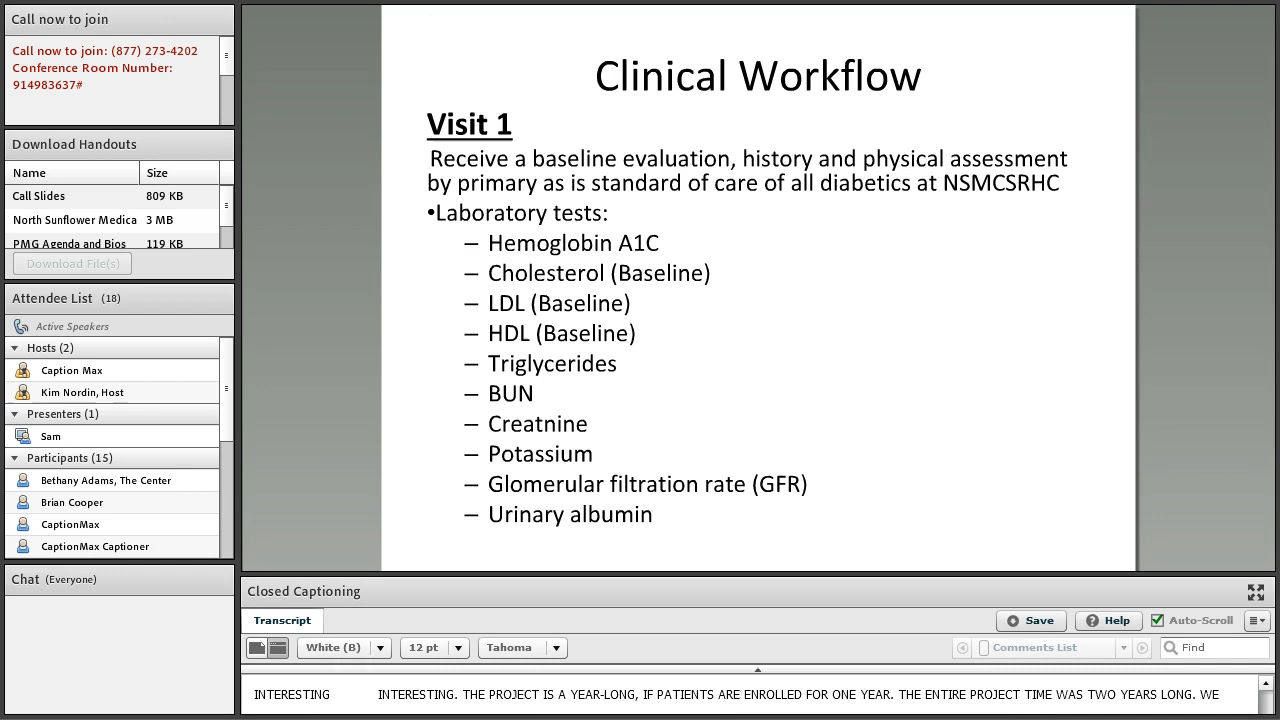 Call now to join
Call now to join: (877) 273-4202
Conference Room Number:
914983637#
Download Handouts
Name Size
Call Slides 809 KB
North Sunflower Medica 3 MB
PMG Agenda and Bios 119 KB
Download File(s)
Attendee List (18)
Active Speakers
Hosts (2)
Caption Max
Kim Nordin, Host
Presenters (1)
Sam
Participants (15)
Bethany Adams, The Center
Brian Cooper
CaptionMax
CaptionMax Captioner
Chat (Everyone)
Clinical Workflow
Visit 1
Receive a baseline evaluation, history and physical assessment
by primary as is standard of care of all diabetics at NSMCSRHC
•Laboratory tests:
– Hemoglobin A1C
– Cholesterol (Baseline)
– LDL (Baseline)
– HDL (Baseline)
– Triglycerides
– BUN
– Creatnine
– Potassium
– Glomerular filtration rate (GFR)
– Urinary albumin
Closed Captioning
Transcript Save Help Auto-Scroll
White (B) 12 pt Tahoma Comments List Find
INTERESTING INTERESTING. THE PROJECT IS A YEAR-LONG, IF PATIENTS ARE ENROLLED FOR ONE YEAR. THE ENTIRE PROJECT TIME WAS TWO YEARS LONG. WE